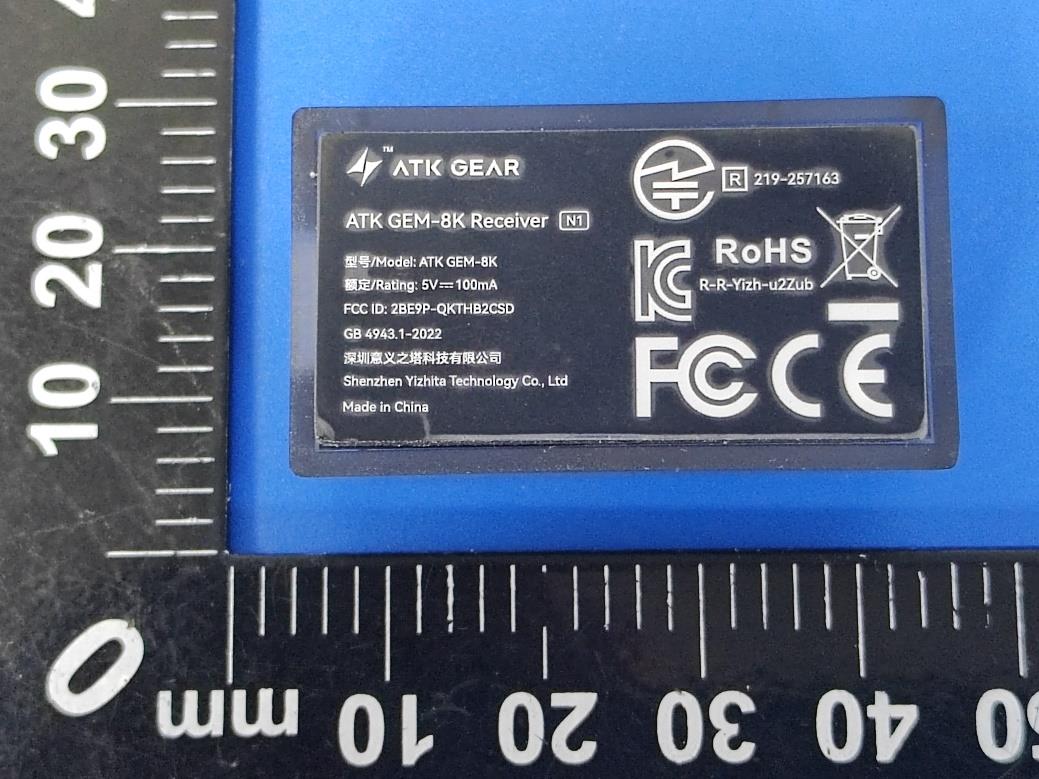 ATK GEAR™
ATK GEM-8K Receiver N1
型号/Model: ATK GEM-8K
额定/Rating: 5V⎓100mA
FCC ID: 2BE9P-QKTHB2CSD
GB 4943.1-2022
深圳意义之塔科技有限公司
Shenzhen Yizhita Technology Co., Ltd
Made in China
R 219-257163
RoHS
R-R-Yizh-u2Zub
FC CE
30
20
10
0
mm 10 20 30 40 50